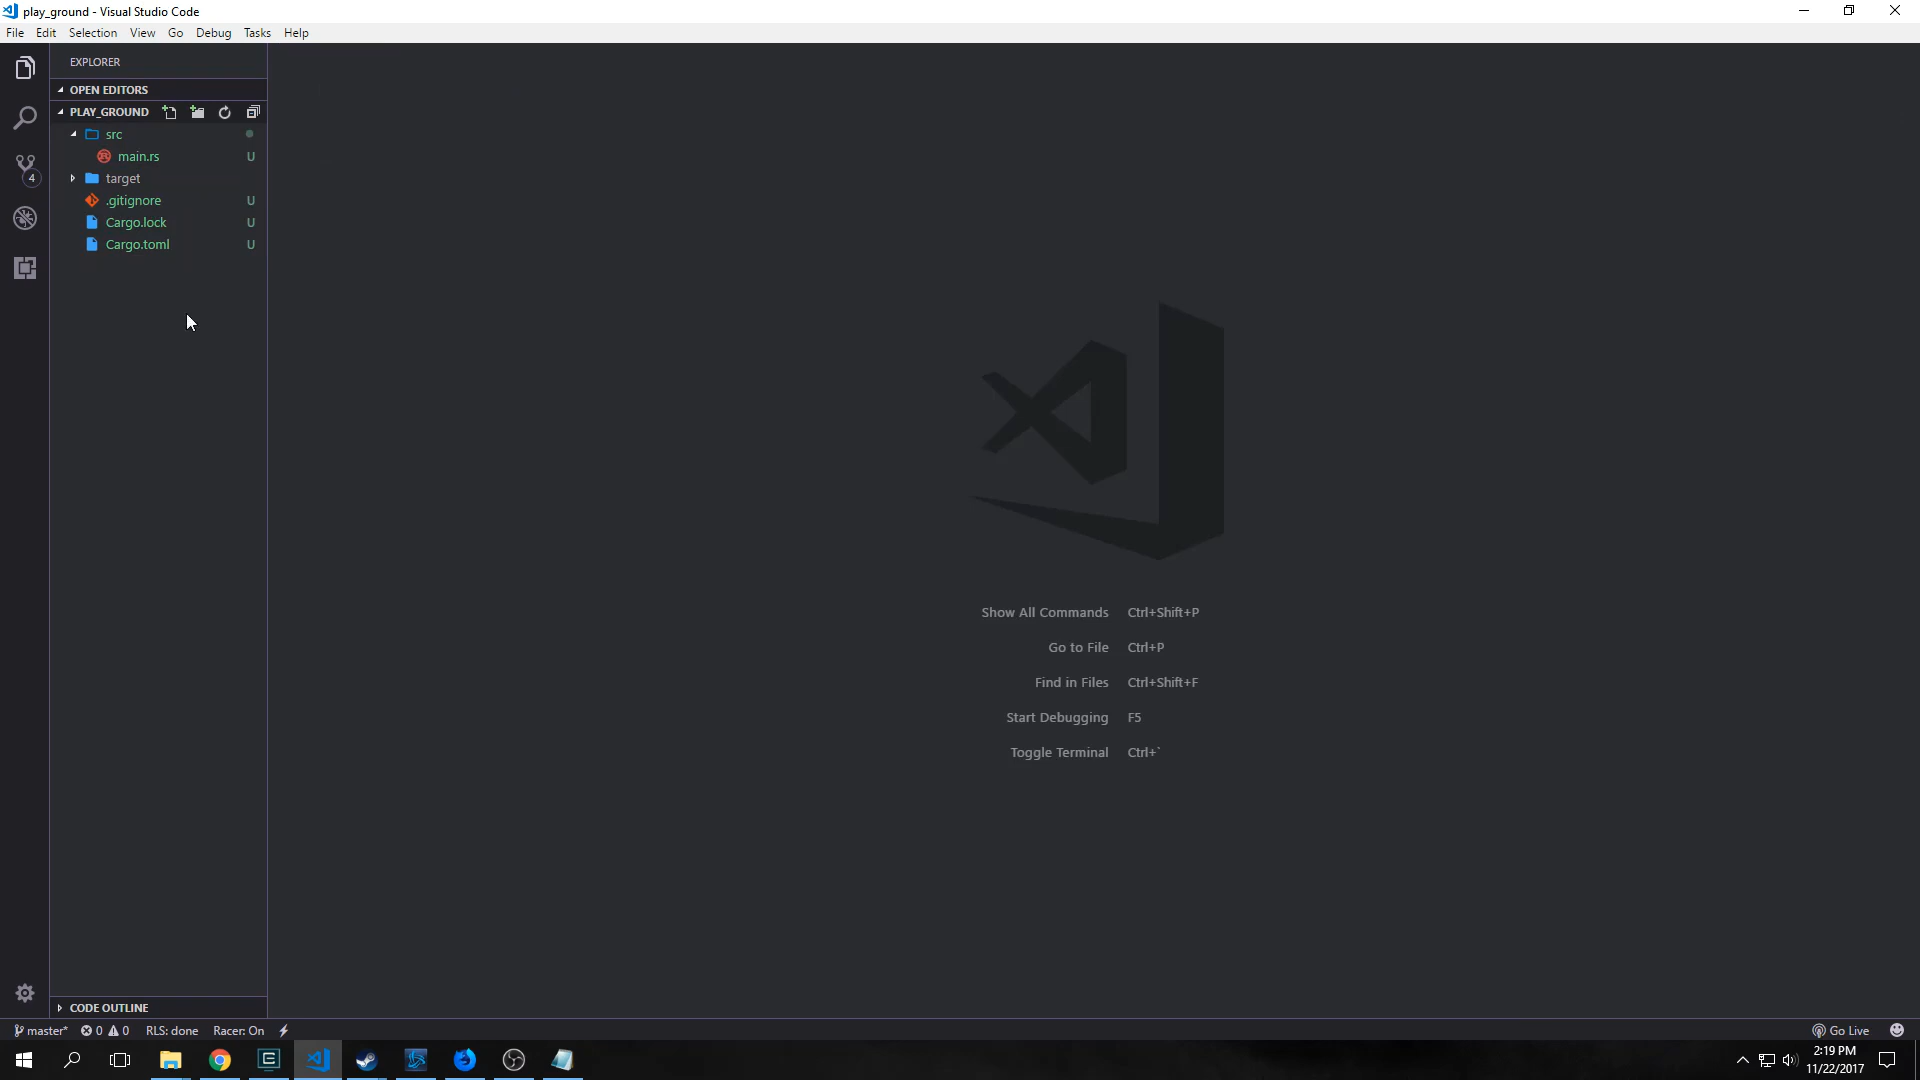 play_ground - Visual Studio Code
File Edit Selection View Go Debug Tasks Help
EXPLORER
OPEN EDITORS
PLAY_GROUND
src
main.rs U
4
target
.gitignore U
Cargo.lock U
Cargo.toml U
Show All Commands Ctrl+Shift+P
Go to File Ctrl+P
Find in Files Ctrl+Shift+F
Start Debugging F5
Toggle Terminal Ctrl+`
CODE OUTLINE
master* 0 0 RLS: done Racer: On Go Live
2:19 PM
11/22/2017